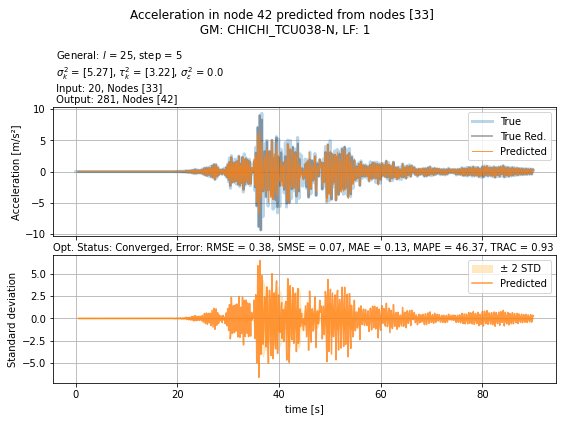 Acceleration in node 42 predicted from nodes [33]
GM: CHICHI_TCU038-N, LF: 1
General: l = 25, step = 5
σ²ₖ = [5.27], τ²ₖ = [3.22], σ²ε = 0.0
Input: 20, Nodes [33]
Output: 281, Nodes [42]
Acceleration [m/s²]
10
5
0
−5
−10
True
True Red.
Predicted
Opt. Status: Converged, Error: RMSE = 0.38, SMSE = 0.07, MAE = 0.13, MAPE = 46.37, TRAC = 0.93
Standard deviation
5.0
2.5
0.0
−2.5
−5.0
± 2 STD
Predicted
0 20 40 60 80
time [s]